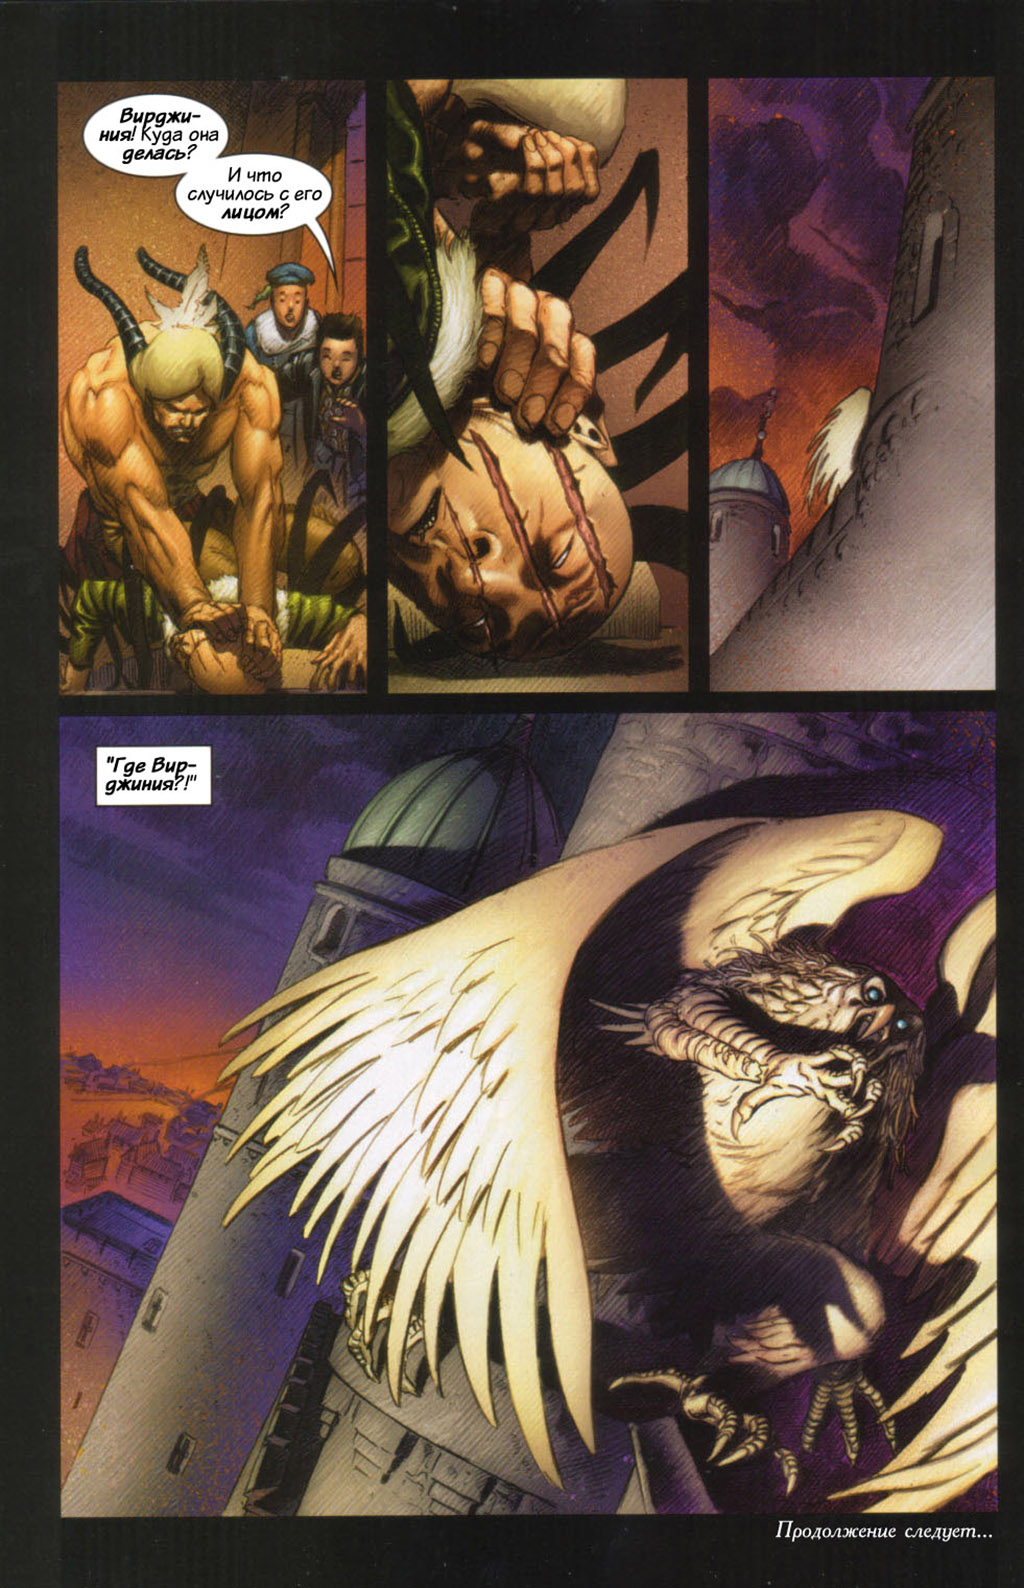 Вирджи-
ния! Куда она
делась?
И что
случилось с его
лицом?
"Где Вир-
джиния?!"
Продолжение следует...